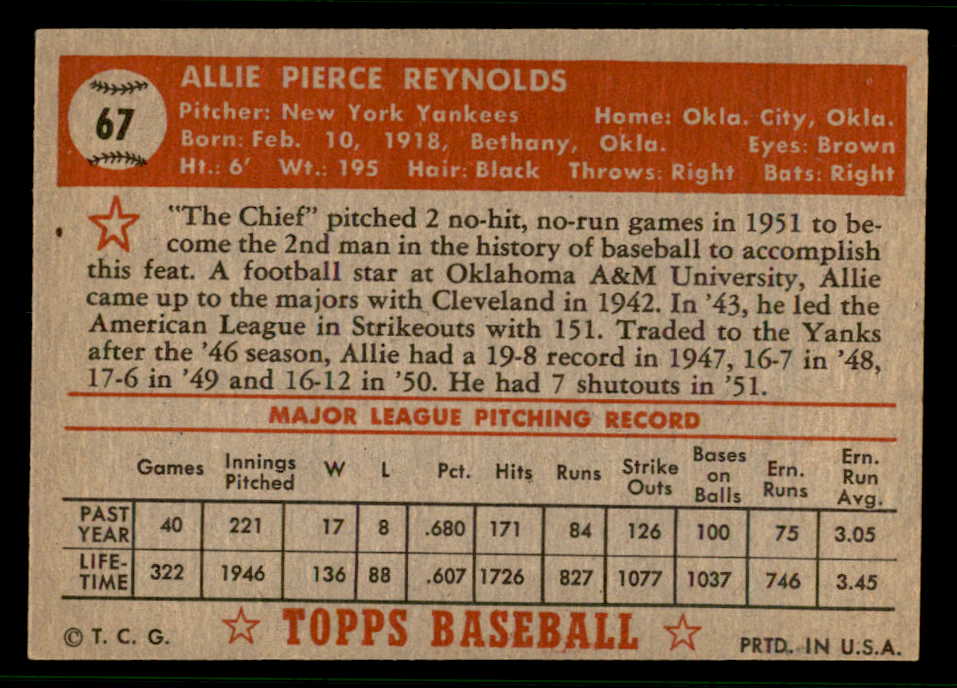 67
ALLIE PIERCE REYNOLDS
Pitcher: New York Yankees Home: Okla. City, Okla.
Born: Feb. 10, 1918, Bethany, Okla. Eyes: Brown
Ht.: 6' Wt.: 195 Hair: Black Throws: Right Bats: Right
"The Chief" pitched 2 no-hit, no-run games in 1951 to be-
come the 2nd man in the history of baseball to accomplish
this feat. A football star at Oklahoma A&M University, Allie
came up to the majors with Cleveland in 1942. In '43, he led the
American League in Strikeouts with 151. Traded to the Yanks
after the '46 season, Allie had a 19-8 record in 1947, 16-7 in '48,
17-6 in '49 and 16-12 in '50. He had 7 shutouts in '51.
MAJOR LEAGUE PITCHING RECORD
Games Innings Pitched W L Pct. Hits Runs Strike Outs Bases on Balls Ern. Runs Ern. Run Avg.
PAST YEAR 40 221 17 8 .680 171 84 126 100 75 3.05
LIFE-TIME 322 1946 136 88 .607 1726 827 1077 1037 746 3.45
© T. C. G. TOPPS BASEBALL PRTD. IN U.S.A.